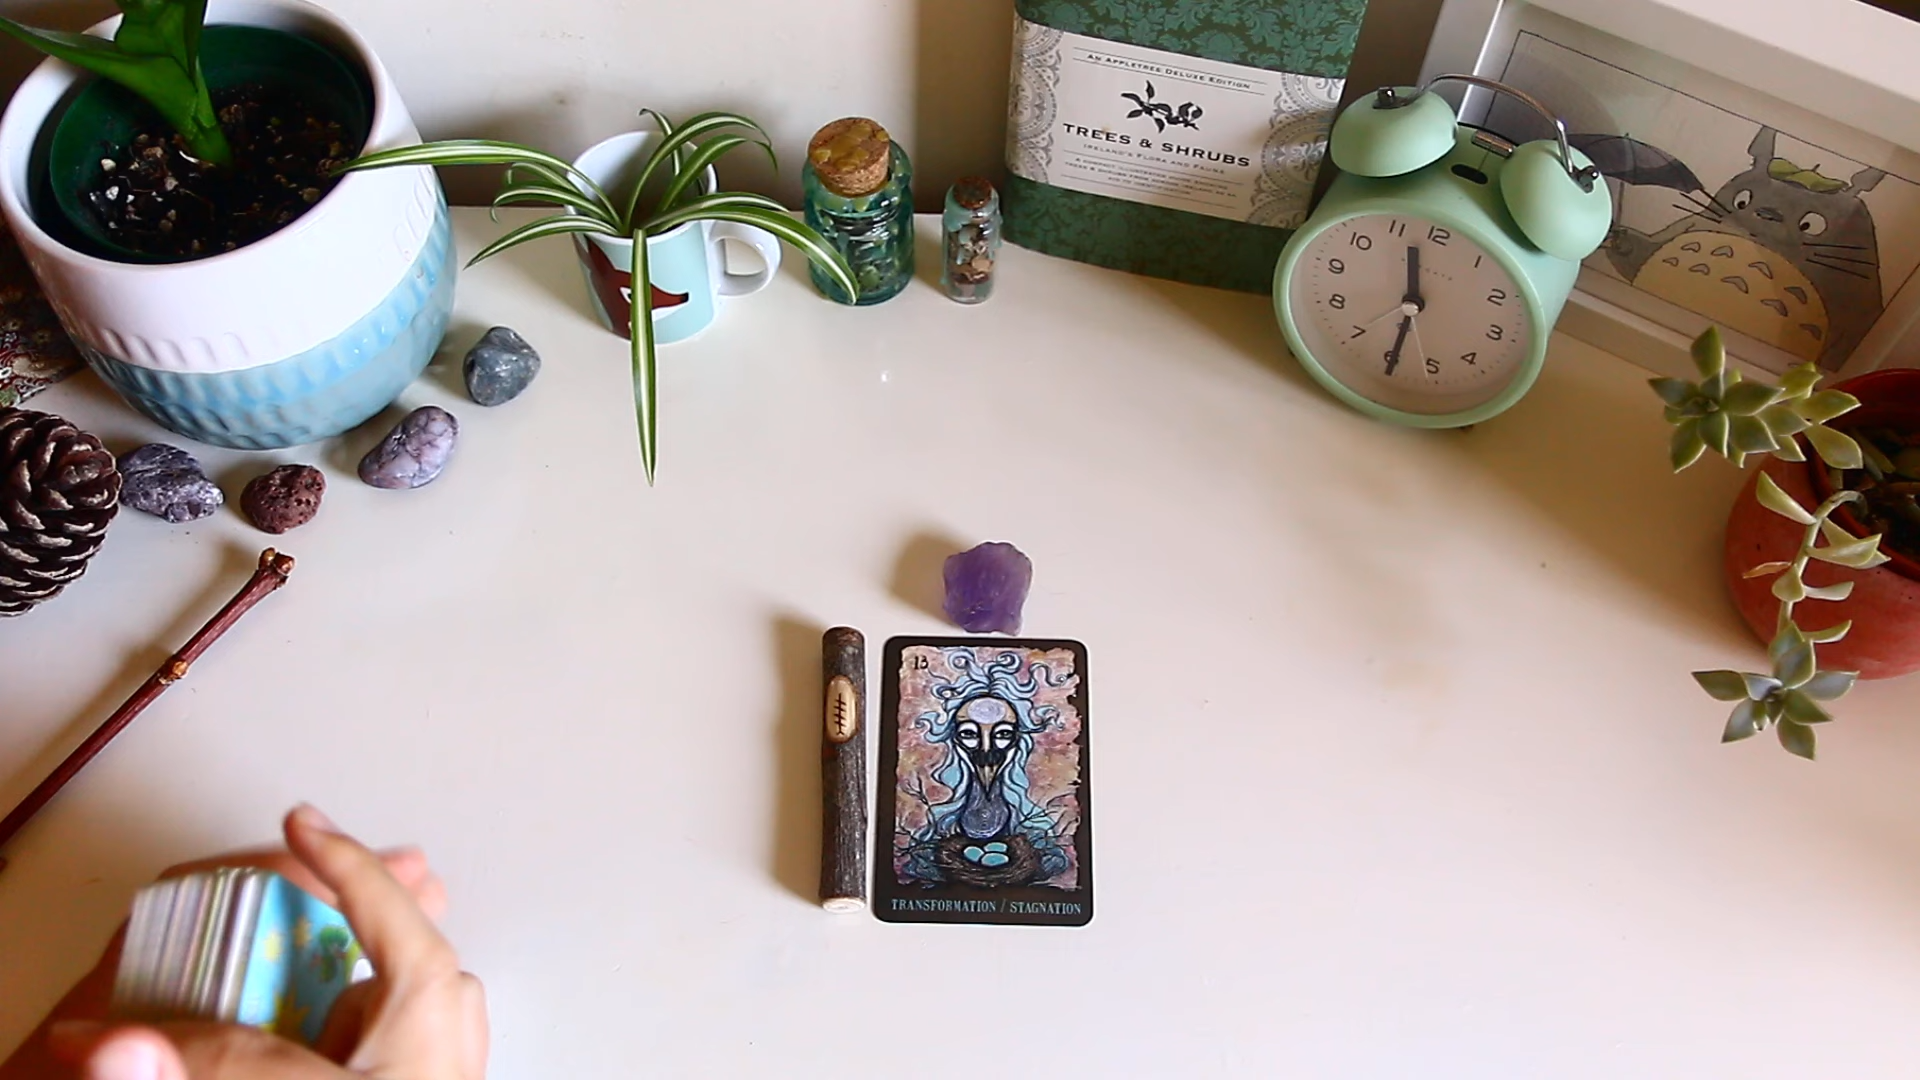 AN APPLETREE DELUXE EDITION
TREES & SHRUBS
IRELAND'S FLORA AND FAUNA
11 12
10 1
9 2
8 3
7 4
6 5
13
TRANSFORMATION / STAGNATION